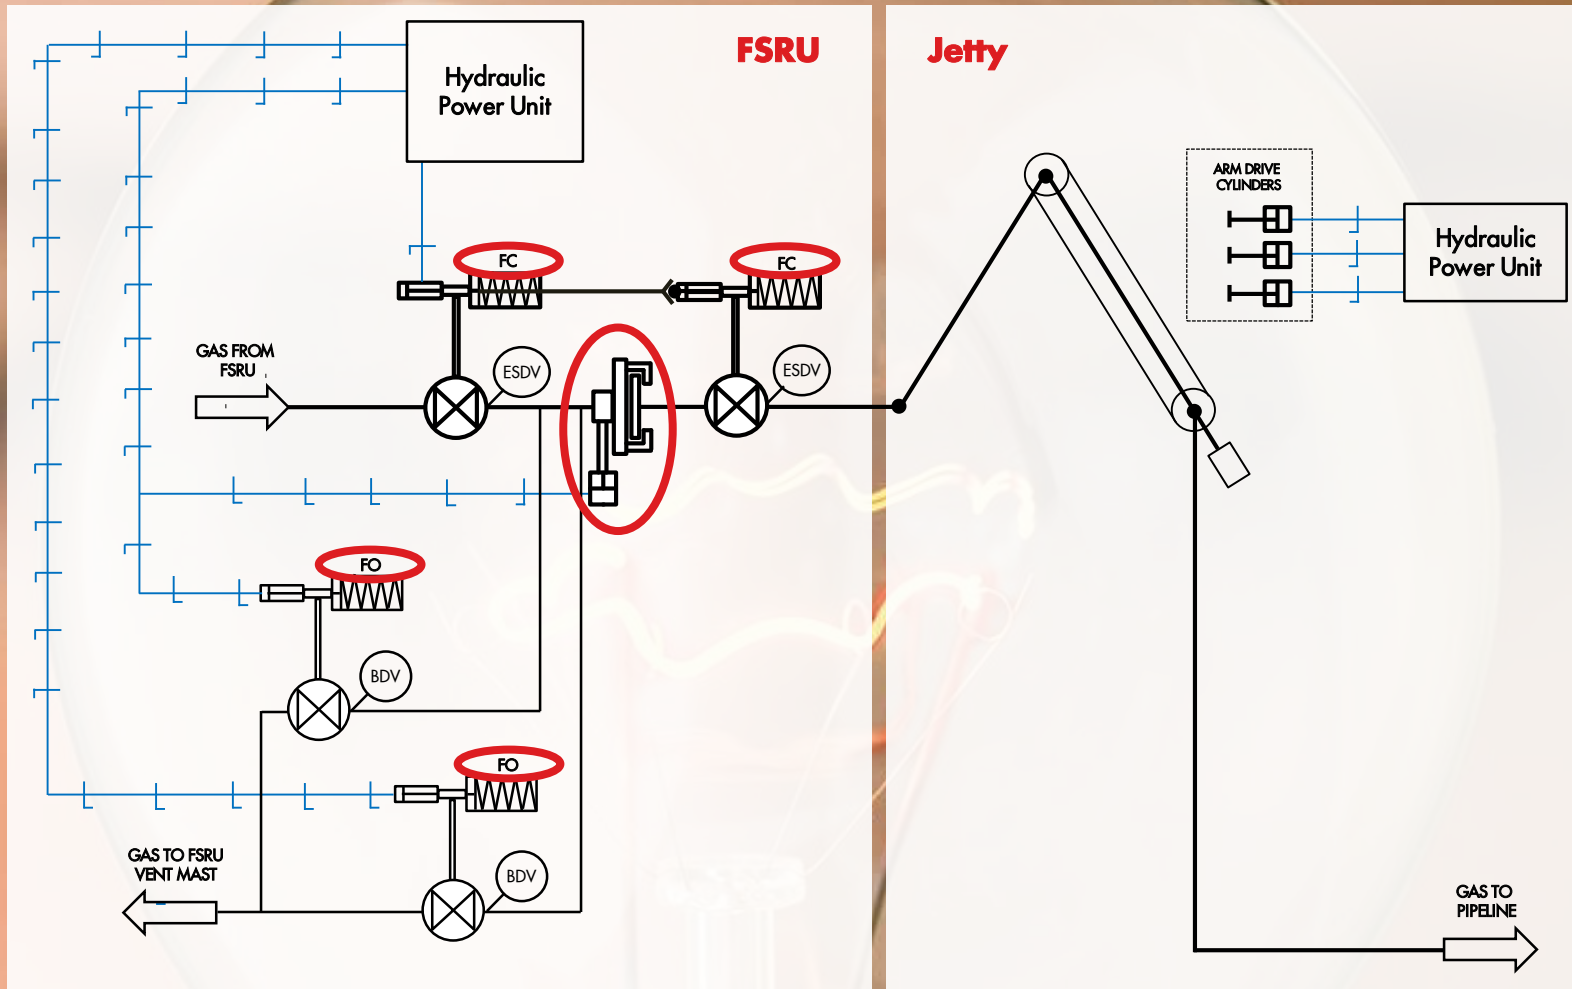 FSRU
Jetty
Hydraulic
Power Unit
ARM DRIVE
CYLINDERS
Hydraulic
Power Unit
FC
FC
GAS FROM
FSRU
ESDV
ESDV
FO
BDV
FO
GAS TO FSRU
VENT MAST
BDV
GAS TO
PIPELINE